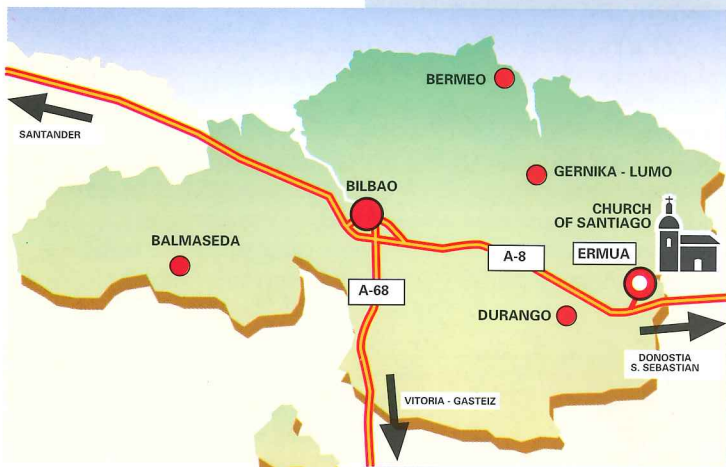 BERMEO
SANTANDER
GERNIKA - LUMO
BILBAO
CHURCH
OF SANTIAGO
BALMASEDA
A-8
ERMUA
A-68
DURANGO
DONOSTIA
S. SEBASTIAN
VITORIA - GASTEIZ